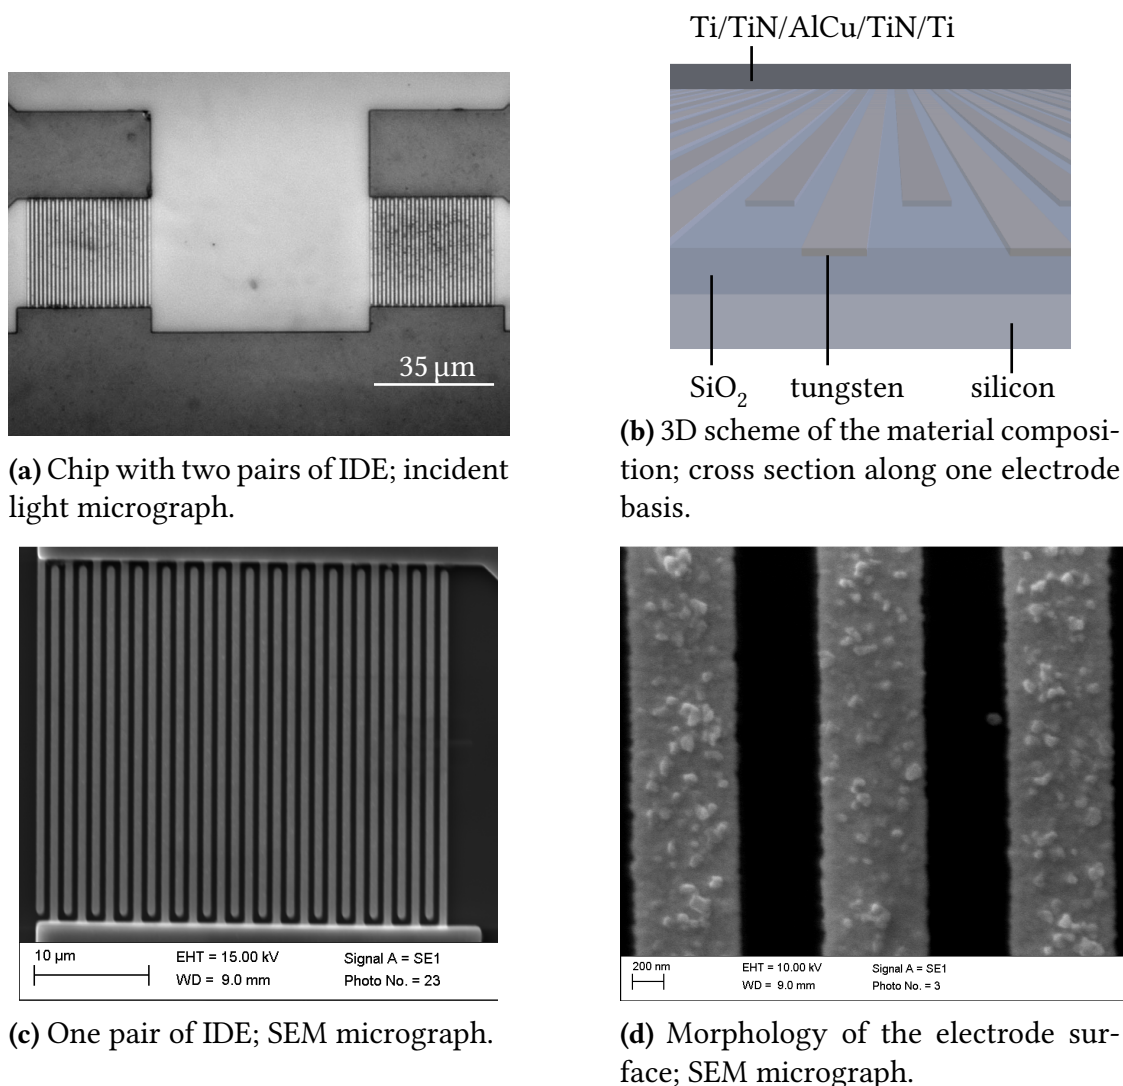 Ti/TiN/AlCu/TiN/Ti
35 µm
SiO₂
tungsten
silicon
(a) Chip with two pairs of IDE; incident
light micrograph.
(b) 3D scheme of the material composi-
tion; cross section along one electrode
basis.
10 µm
EHT = 15.00 kV
WD = 9.0 mm
Signal A = SE1
Photo No. = 23
200 nm
EHT = 10.00 kV
WD = 9.0 mm
Signal A = SE1
Photo No. = 3
(c) One pair of IDE; SEM micrograph.
(d) Morphology of the electrode sur-
face; SEM micrograph.